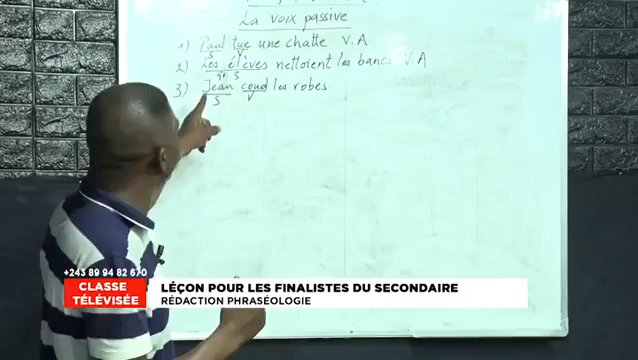 La voix passive
1) Paul tue une chatte V.A
S V
2) Les élèves nettoient les bancs V.A
gr. S
3) Jean coud les robes.
S V
+243 89 94 82 670
CLASSE TÉLÉVISÉE
LEÇON POUR LES FINALISTES DU SECONDAIRE
RÉDACTION PHRASÉOLOGIE